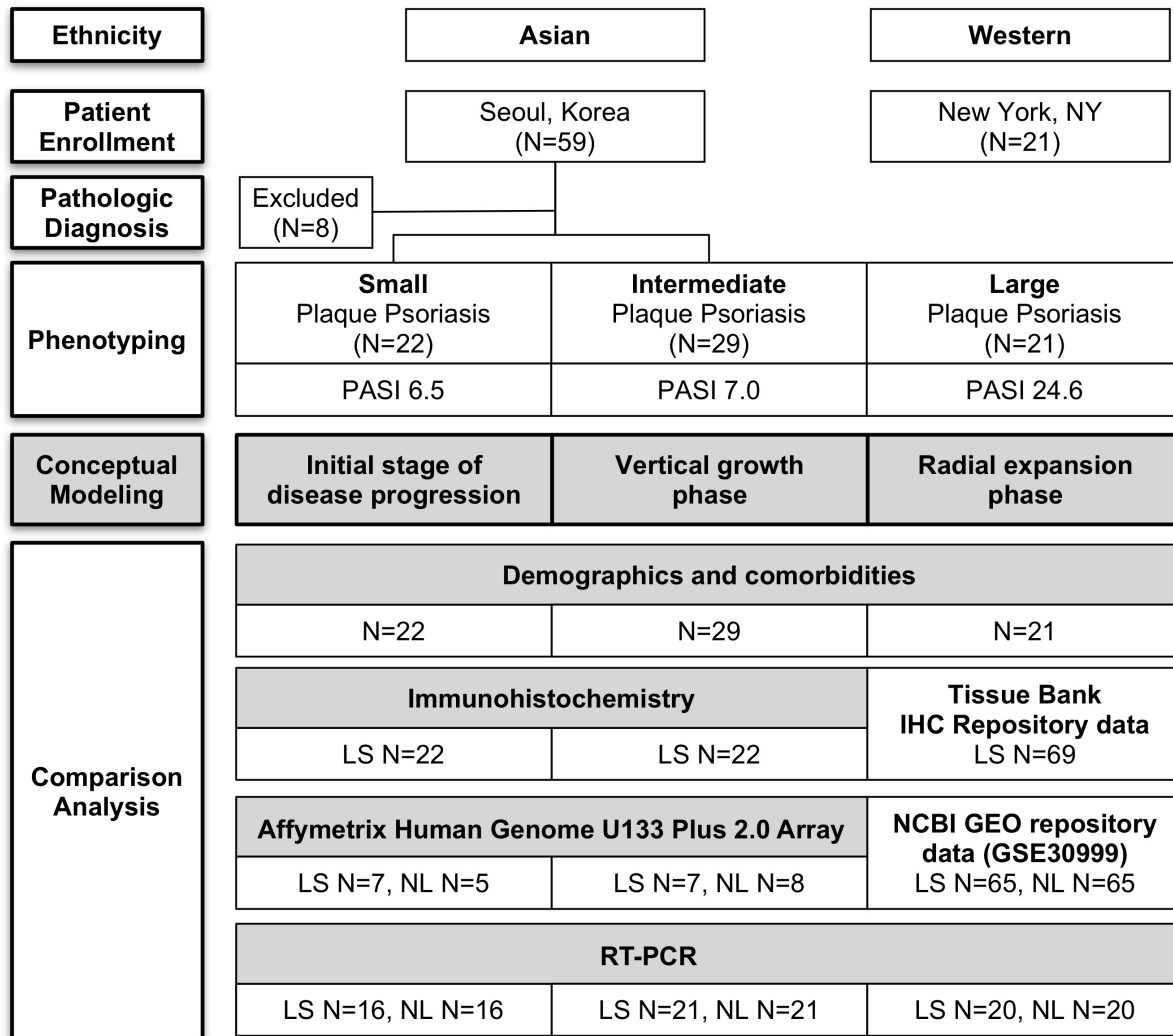 Ethnicity
Asian
Western
Patient
Enrollment
Seoul, Korea
(N=59)
New York, NY
(N=21)
Pathologic
Diagnosis
Excluded
(N=8)
Phenotyping
Small
Plaque Psoriasis
(N=22)
Intermediate
Plaque Psoriasis
(N=29)
Large
Plaque Psoriasis
(N=21)
PASI 6.5
PASI 7.0
PASI 24.6
Conceptual
Modeling
Initial stage of
disease progression
Vertical growth
phase
Radial expansion
phase
Comparison
Analysis
Demographics and comorbidities
N=22
N=29
N=21
Immunohistochemistry
LS N=22
LS N=22
Tissue Bank
IHC Repository data
LS N=69
Affymetrix Human Genome U133 Plus 2.0 Array
LS N=7, NL N=5
LS N=7, NL N=8
NCBI GEO repository
data (GSE30999)
LS N=65, NL N=65
RT-PCR
LS N=16, NL N=16
LS N=21, NL N=21
LS N=20, NL N=20